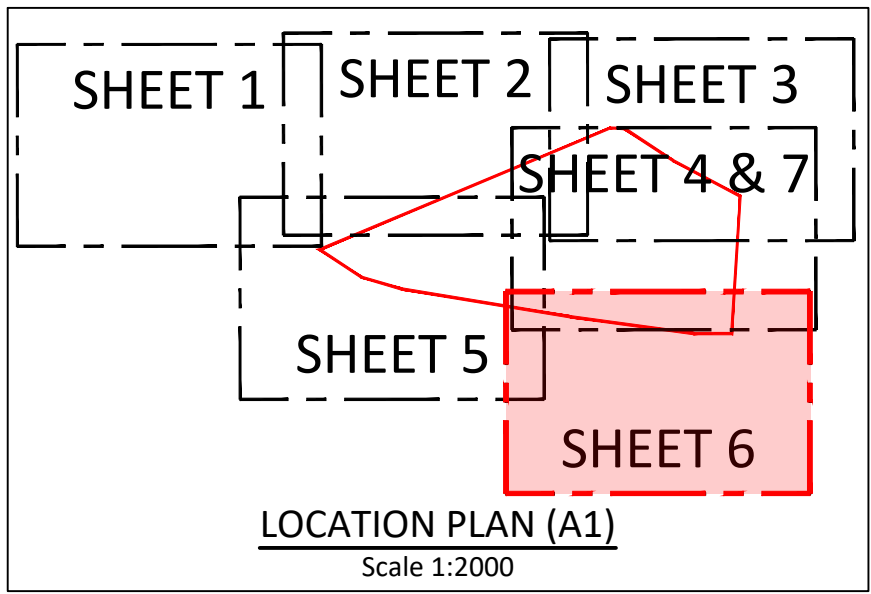 SHEET 1
SHEET 2
SHEET 3
SHEET 4 & 7
SHEET 5
SHEET 6
LOCATION PLAN (A1)
Scale 1:2000